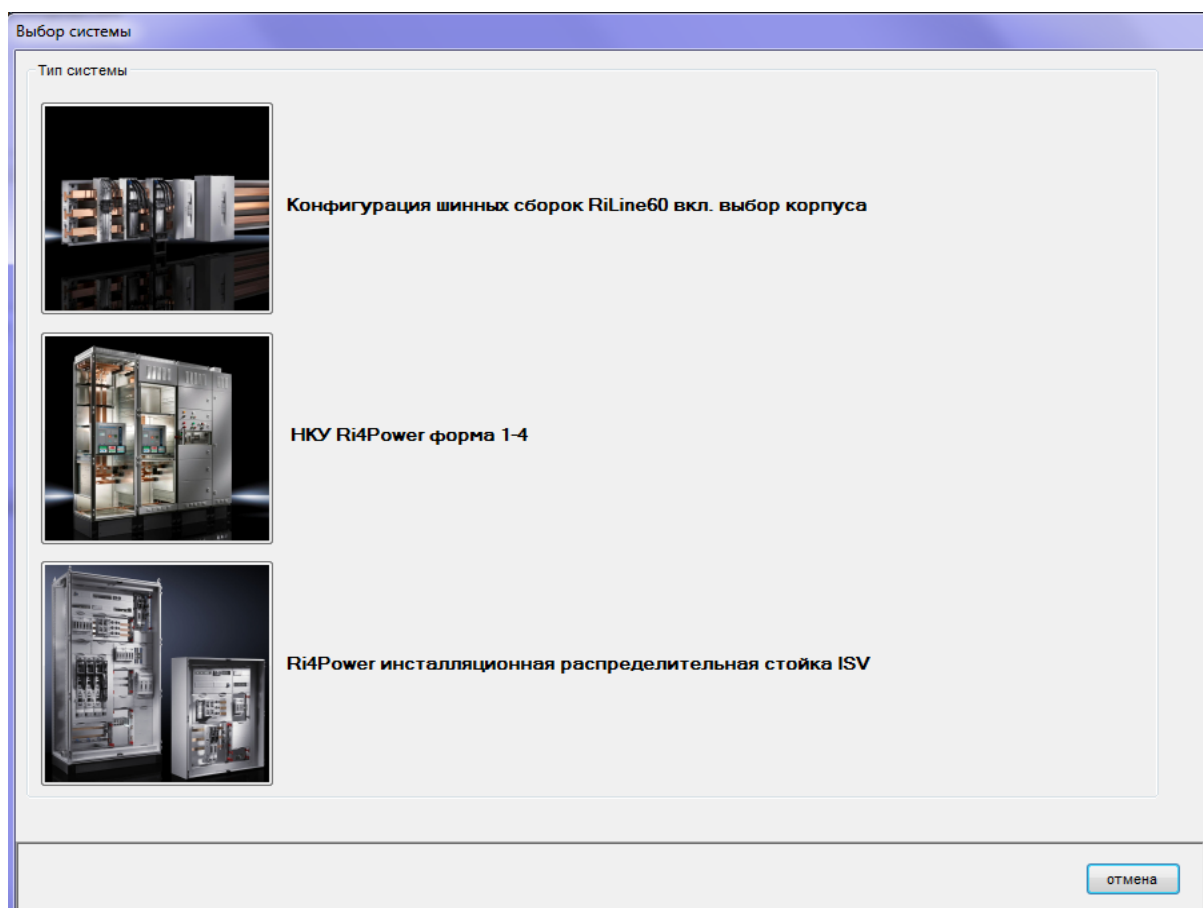 Выбор системы
Тип системы
Конфигурация шинных сборок RiLine60 вкл. выбор корпуса
НКУ Ri4Power форма 1-4
Ri4Power инсталляционная распределительная стойка ISV
отмена